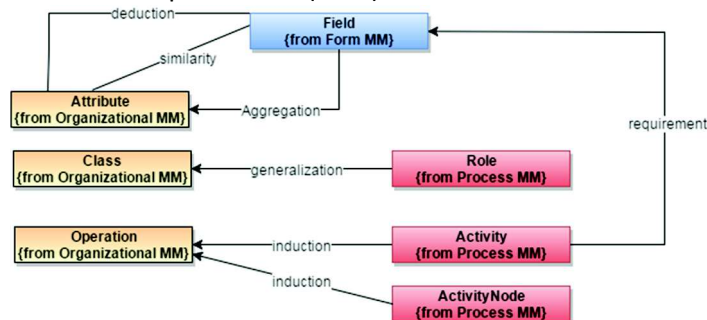 deduction
Field
{from Form MM}
similarity
Attribute
{from Organizational MM}
Aggregation
requirement
Class
{from Organizational MM}
generalization
Role
{from Process MM}
Operation
{from Organizational MM}
induction
Activity
{from Process MM}
induction
ActivityNode
{from Process MM}